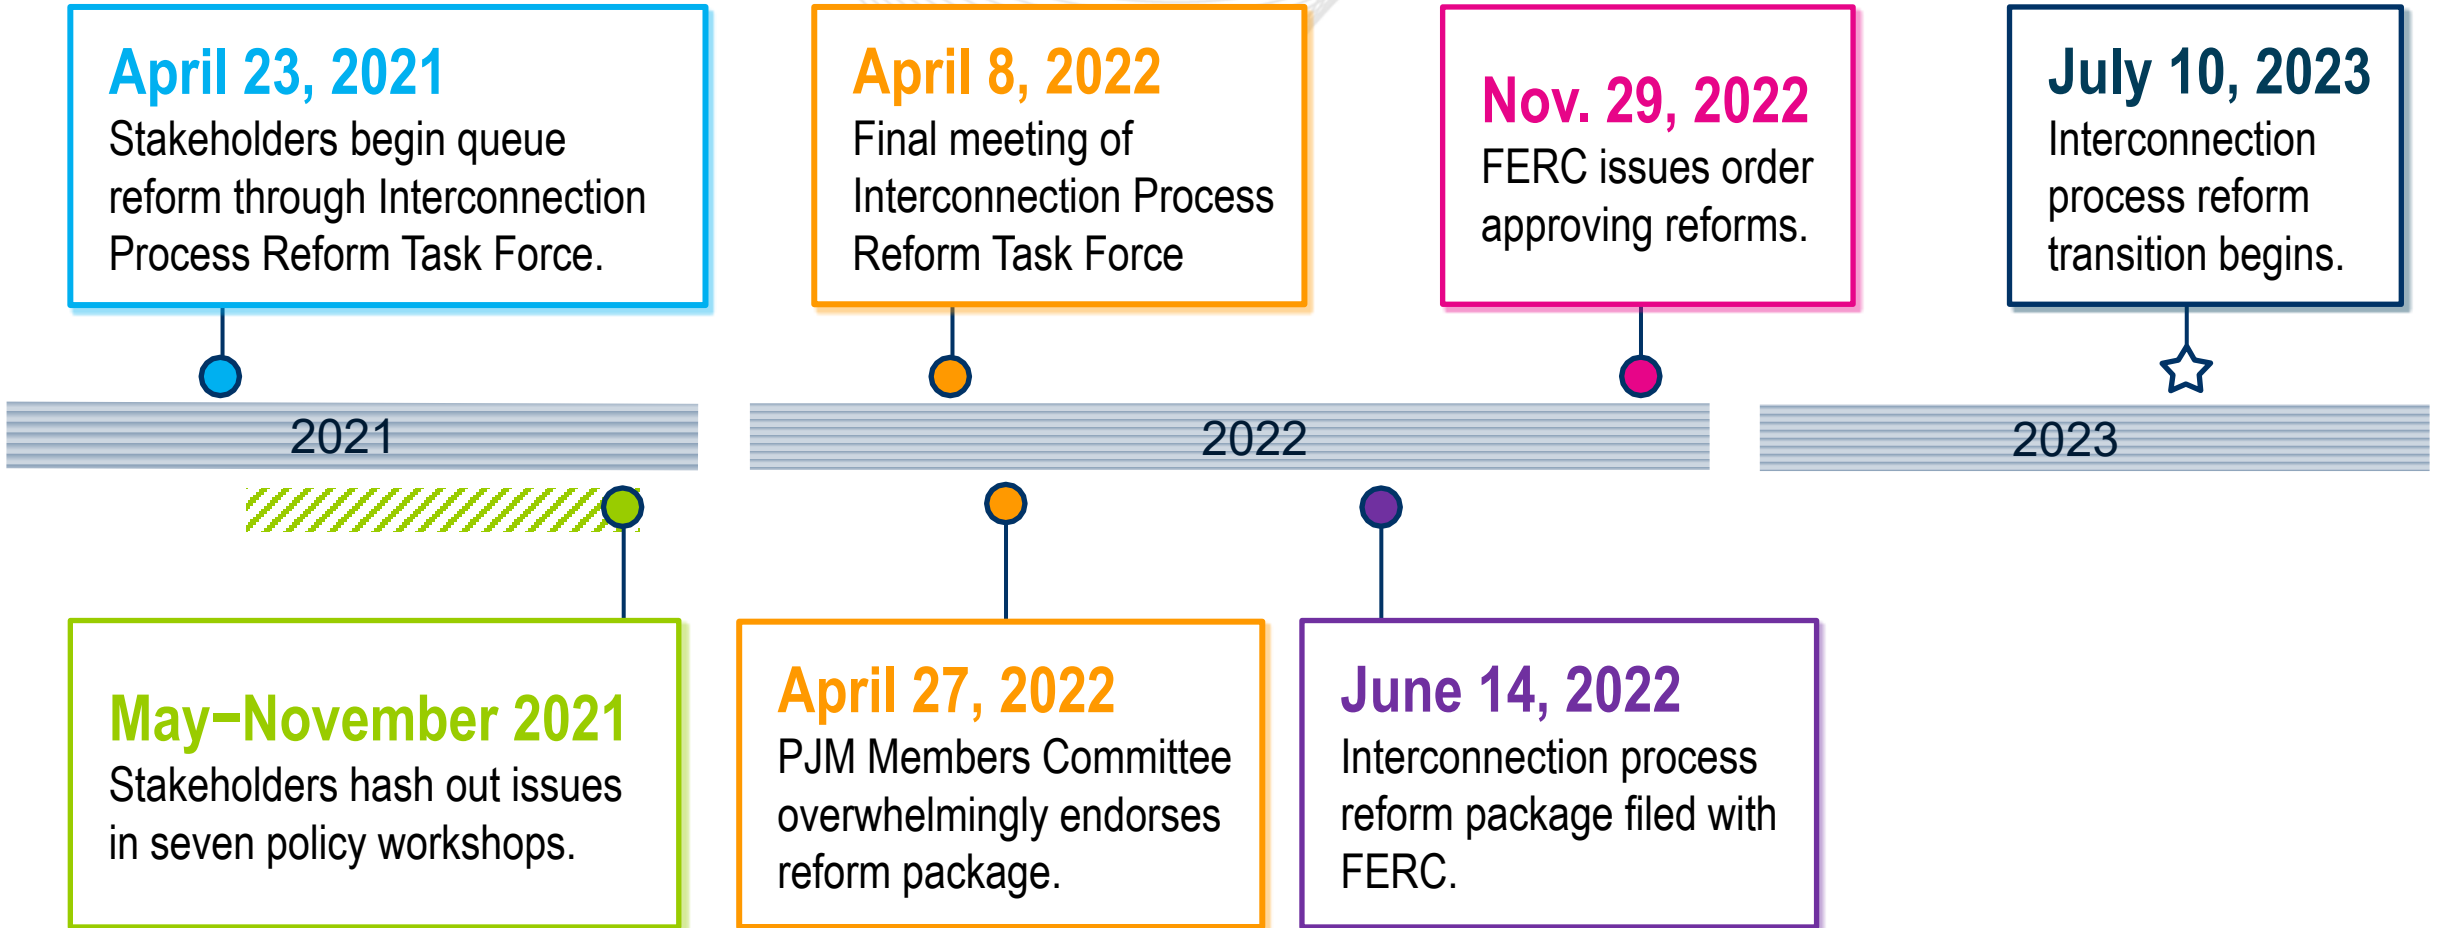 April 23, 2021
Stakeholders begin queue
reform through Interconnection
Process Reform Task Force.
April 8, 2022
Final meeting of
Interconnection Process
Reform Task Force
Nov. 29, 2022
FERC issues order
approving reforms.
July 10, 2023
Interconnection
process reform
transition begins.
2021
2022
2023
May–November 2021
Stakeholders hash out issues
in seven policy workshops.
April 27, 2022
PJM Members Committee
overwhelmingly endorses
reform package.
June 14, 2022
Interconnection process
reform package filed with
FERC.